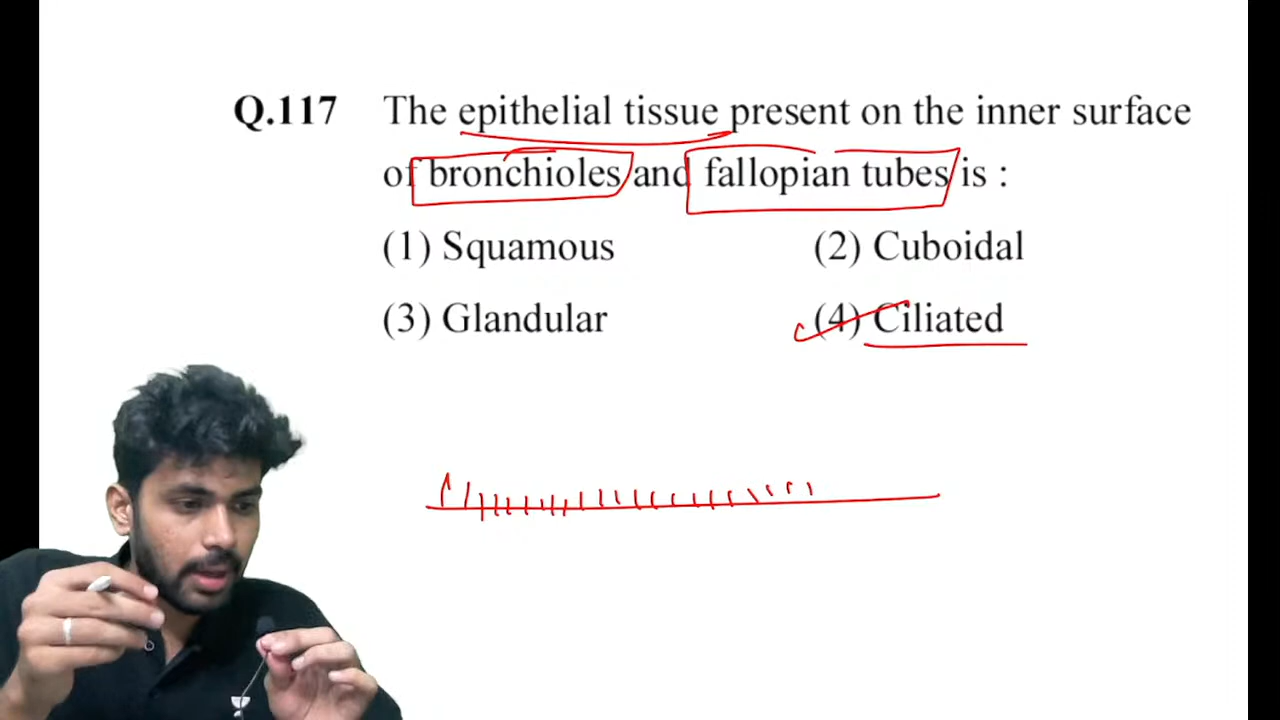 Q.117 The epithelial tissue present on the inner surface
of bronchioles and fallopian tubes is :
(1) Squamous (2) Cuboidal
(3) Glandular (4) Ciliated